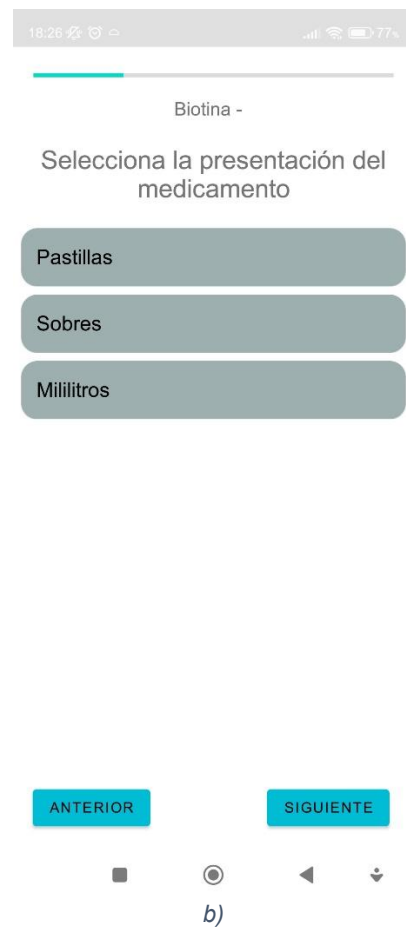 18:26 77%
Biotina -
Selecciona la presentación del
medicamento
Pastillas
Sobres
Mililitros
ANTERIOR SIGUIENTE
b)